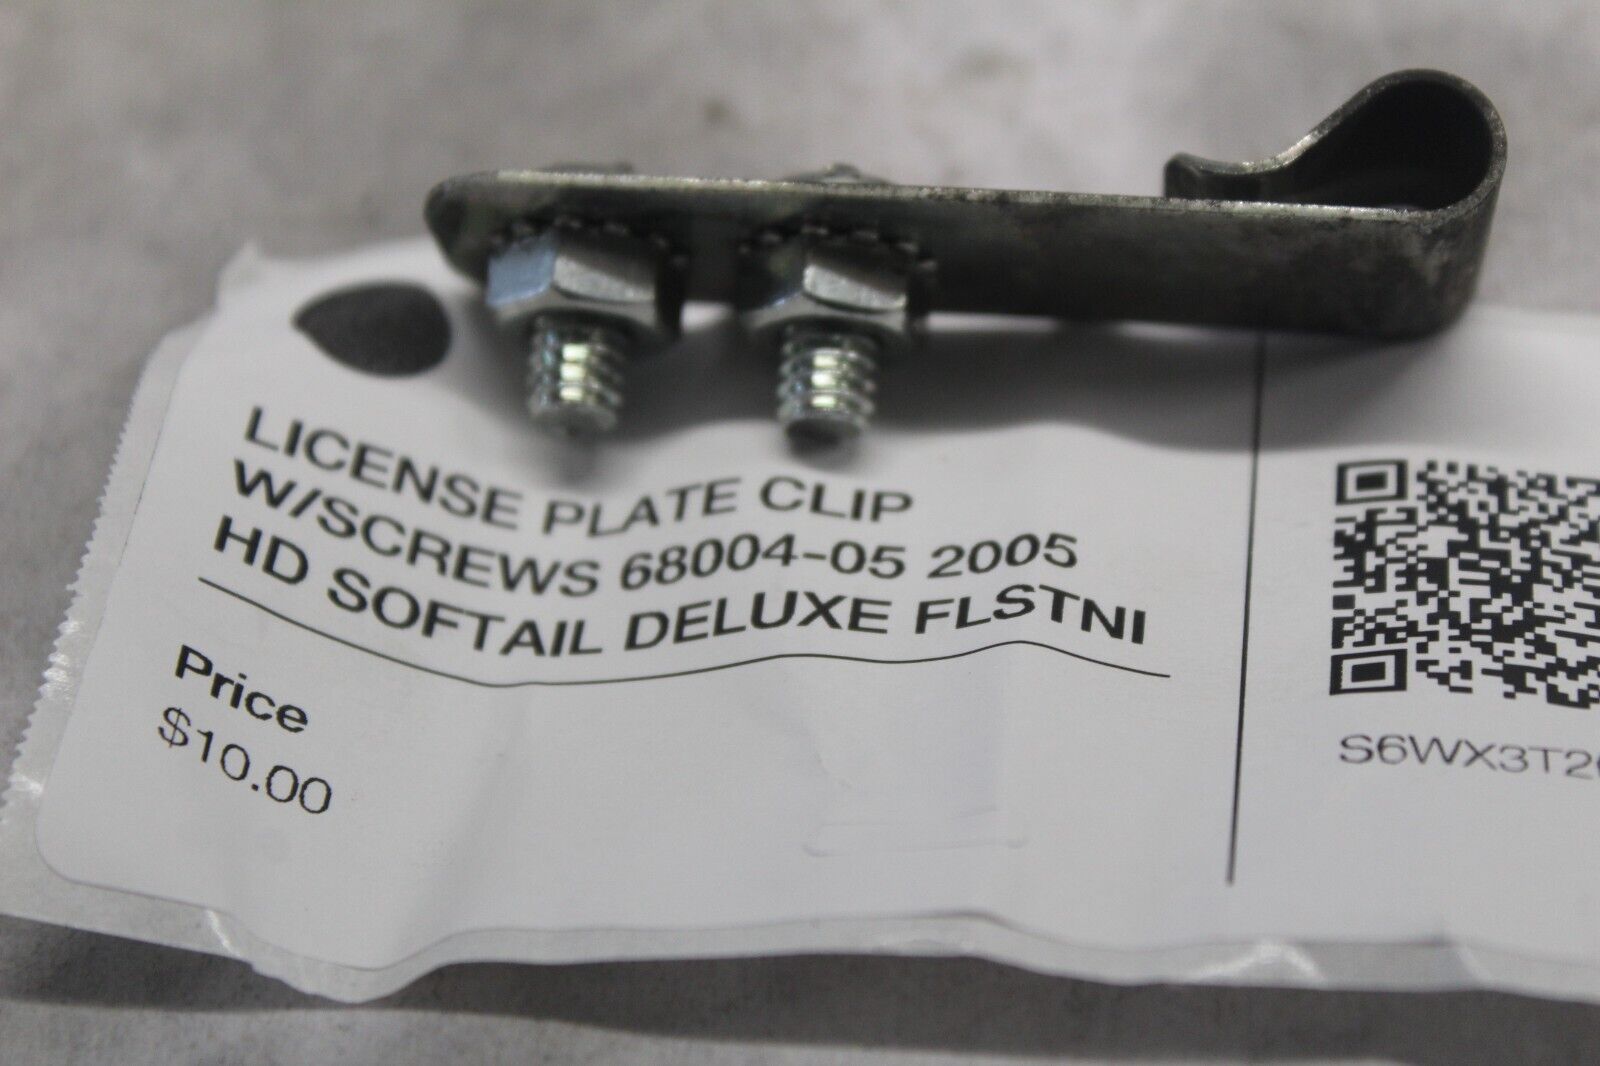 LICENSE PLATE CLIP
W/SCREWS 68004-05 2005
HD SOFTAIL DELUXE FLSTNI
Price
$10.00